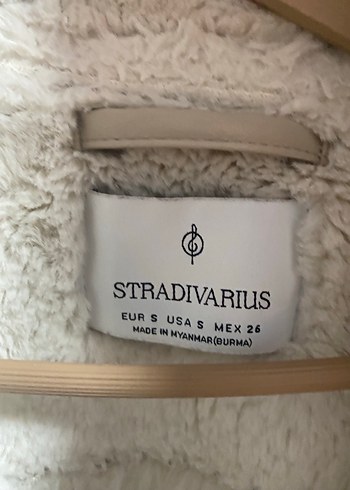 STRADIVARIUS
EUR S USA S MEX 26
MADE IN MYANMAR(BURMA)